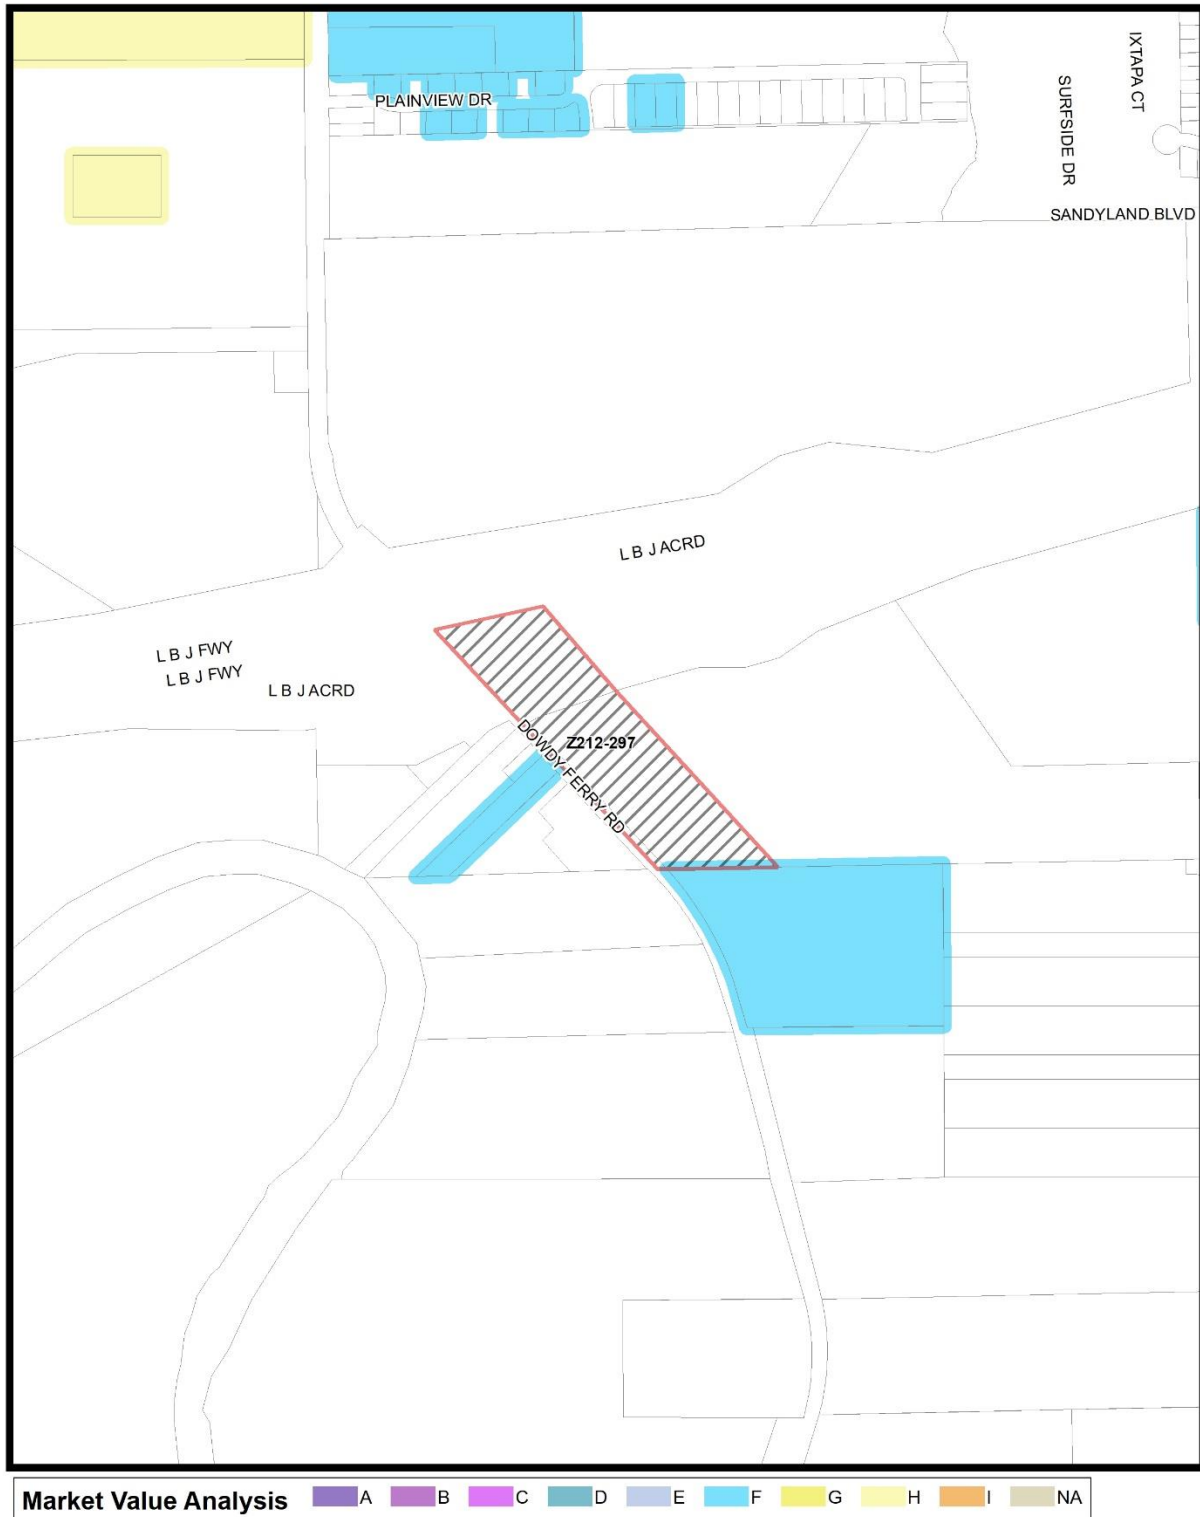 IXTAPA CT
SURFSIDE DR
PLAINVIEW DR
SANDYLAND BLVD
L B J ACRD
L B J FWY
L B J FWY
L B J ACRD
DOWDY FERRY RD
Z212-297
Market Value Analysis A B C D E F G H I NA